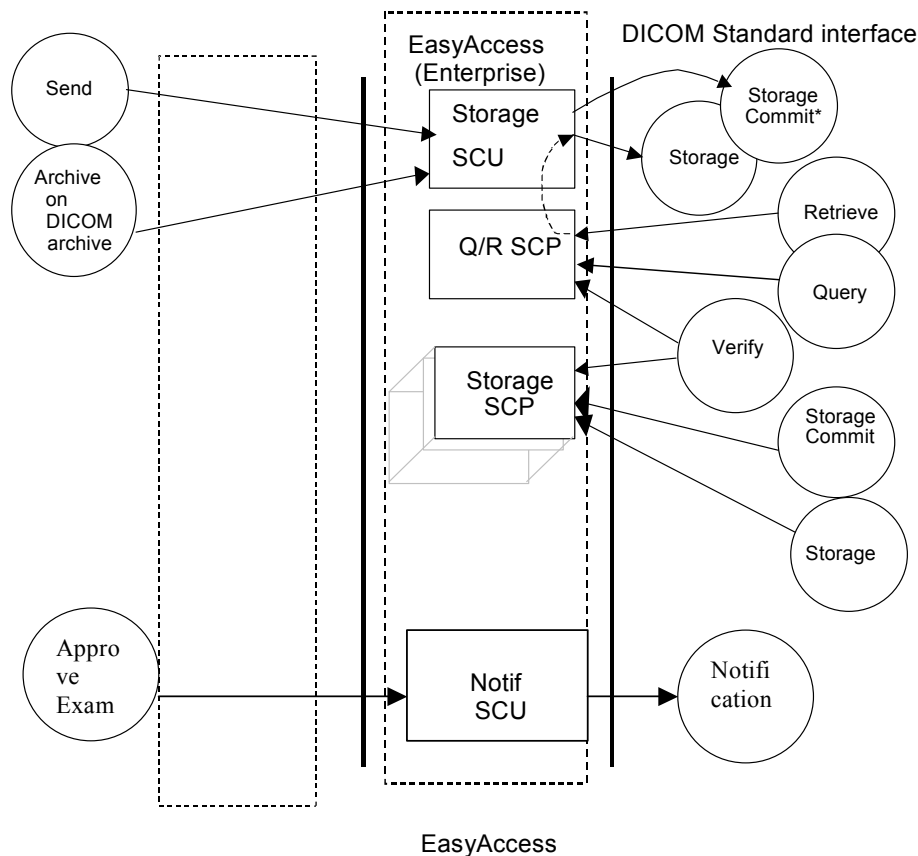 EasyAccess
(Enterprise)
DICOM Standard interface
Send
Storage
SCU
Storage
Commit*
Storage
Archive
on
DICOM
archive
Retrieve
Q/R SCP
Query
Verify
Storage
SCP
Storage
Commit
Storage
Appro
ve
Exam
Notif
SCU
Notifi
cation
EasyAccess